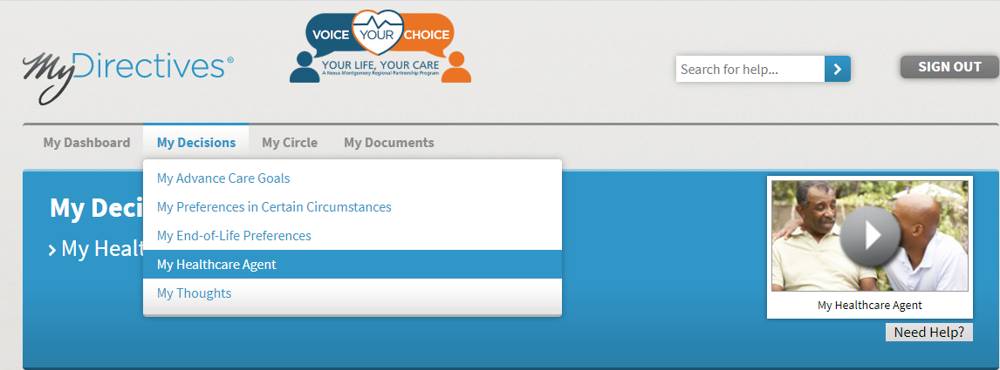 MyDirectives®
VOICE YOUR CHOICE
YOUR LIFE, YOUR CARE
A Nexus Montgomery Regional Partnership Program
Search for help...
SIGN OUT
My Dashboard My Decisions My Circle My Documents
My Advance Care Goals
My Preferences in Certain Circumstances
My End-of-Life Preferences
My Healthcare Agent
My Thoughts
My Deci
My Healt
My Healthcare Agent
Need Help?